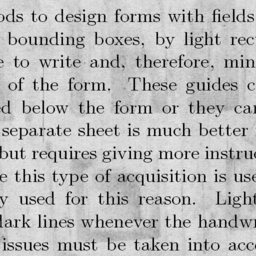 ods to design forms with fields
bounding boxes, by light rec
e to write and, therefore, min
of the form. These guides c
ed below the form or they can
separate sheet is much better
but requires giving more instruc
e this type of acquisition is use
y used for this reason. Light
dark lines whenever the handw
issues must be taken into acco